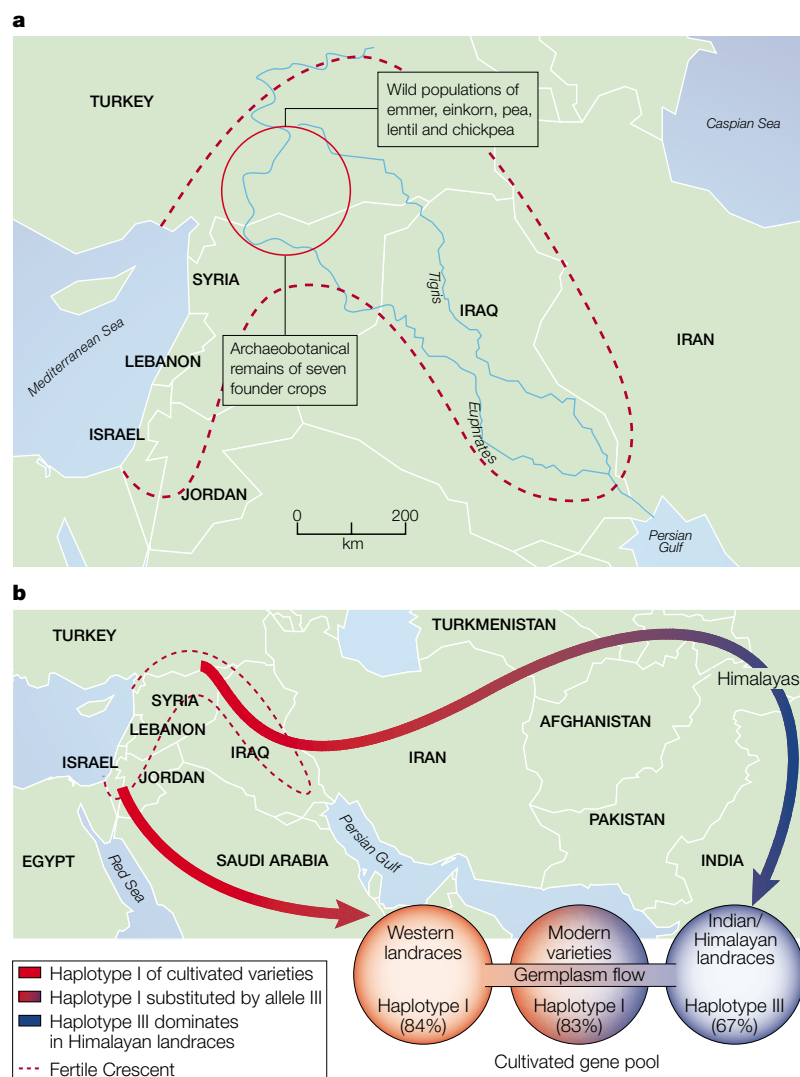 a
TURKEY
Wild populations of
emmer, einkorn, pea,
lentil and chickpea
Caspian Sea
SYRIA
Tigris
IRAQ
IRAN
Mediterranean Sea
LEBANON
Archaeobotanical
remains of seven
founder crops
ISRAEL
Euphrates
JORDAN
0 200
km
Persian
Gulf
b
TURKEY
TURKMENISTAN
Himalayas
SYRIA
AFGHANISTAN
LEBANON
IRAQ
IRAN
ISRAEL
JORDAN
PAKISTAN
Persian Gulf
EGYPT
Red Sea
SAUDI ARABIA
INDIA
Western
landraces
Haplotype I
(84%)
Modern
varieties
Germplasm flow
Haplotype I
(83%)
Indian/
Himalayan
landraces
Haplotype III
(67%)
Cultivated gene pool
Haplotype I of cultivated varieties
Haplotype I substituted by allele III
Haplotype III dominates
in Himalayan landraces
Fertile Crescent